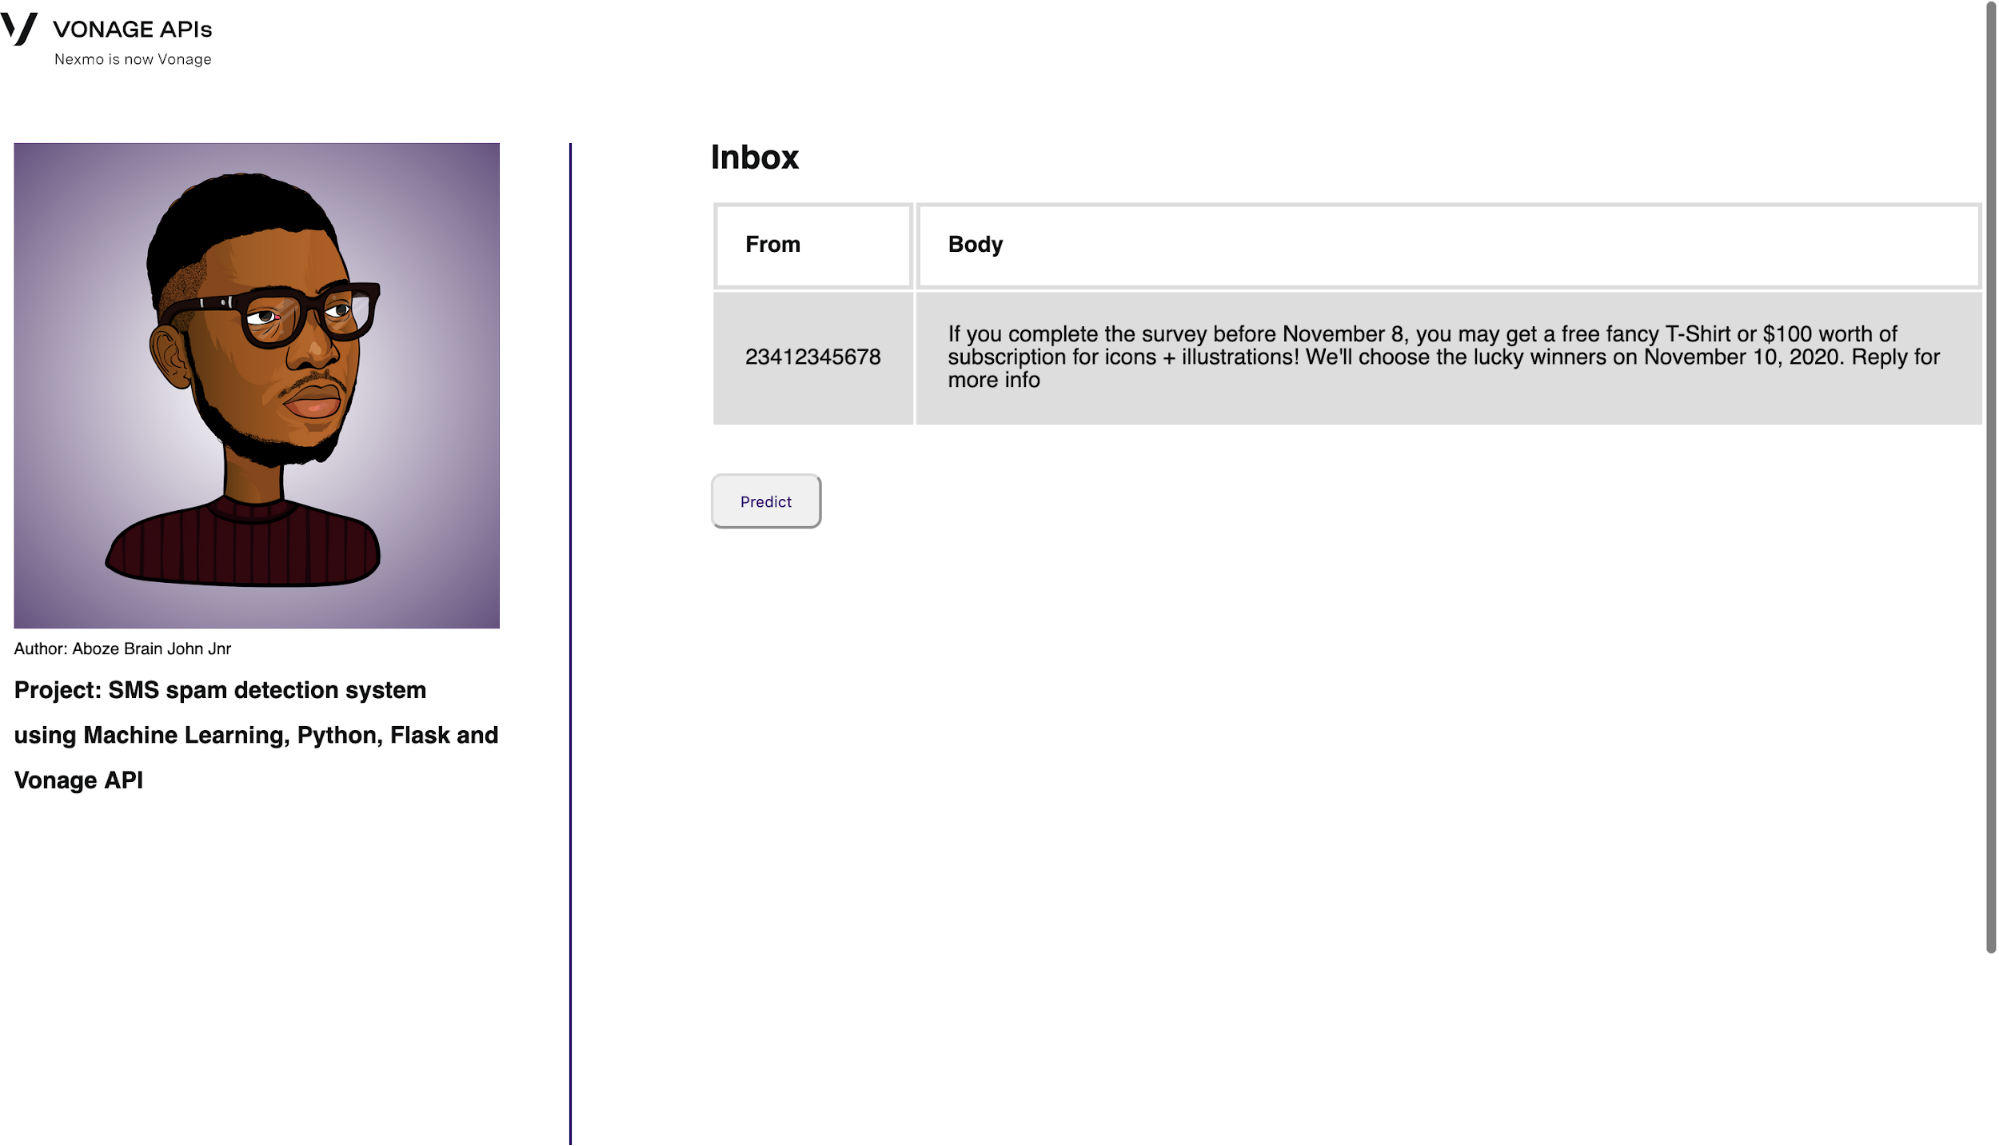 VONAGE APIs
Nexmo is now Vonage
Inbox
From
Body
23412345678
If you complete the survey before November 8, you may get a free fancy T-Shirt or $100 worth of
subscription for icons + illustrations! We'll choose the lucky winners on November 10, 2020. Reply for
more info
Predict
Author: Aboze Brain John Jnr
Project: SMS spam detection system
using Machine Learning, Python, Flask and
Vonage API